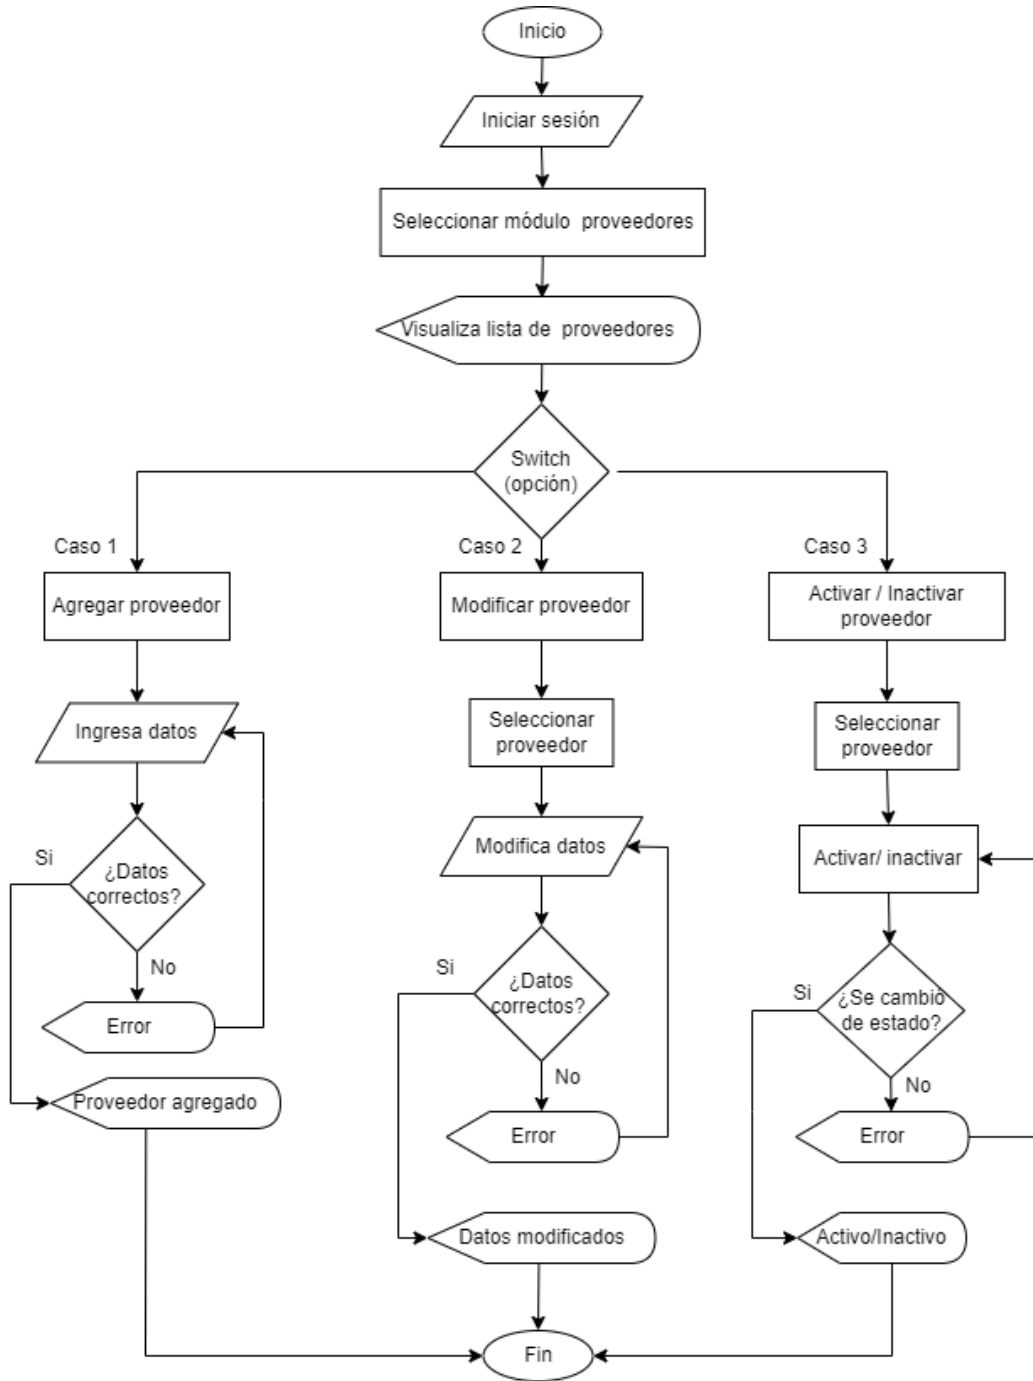 Inicio
Iniciar sesión
Seleccionar módulo  proveedores
Visualiza lista de  proveedores
Switch
(opción)
Caso 1
Caso 2
Caso 3
Agregar proveedor
Modificar proveedor
Activar / Inactivar
proveedor
Ingresa datos
Seleccionar
proveedor
Seleccionar
proveedor
Modifica datos
Activar/ inactivar
Si
¿Datos
correctos?
No
Error
Si
¿Datos
correctos?
No
Error
Si
¿Se cambió
de estado?
No
Error
Proveedor agregado
Datos modificados
Activo/Inactivo
Fin